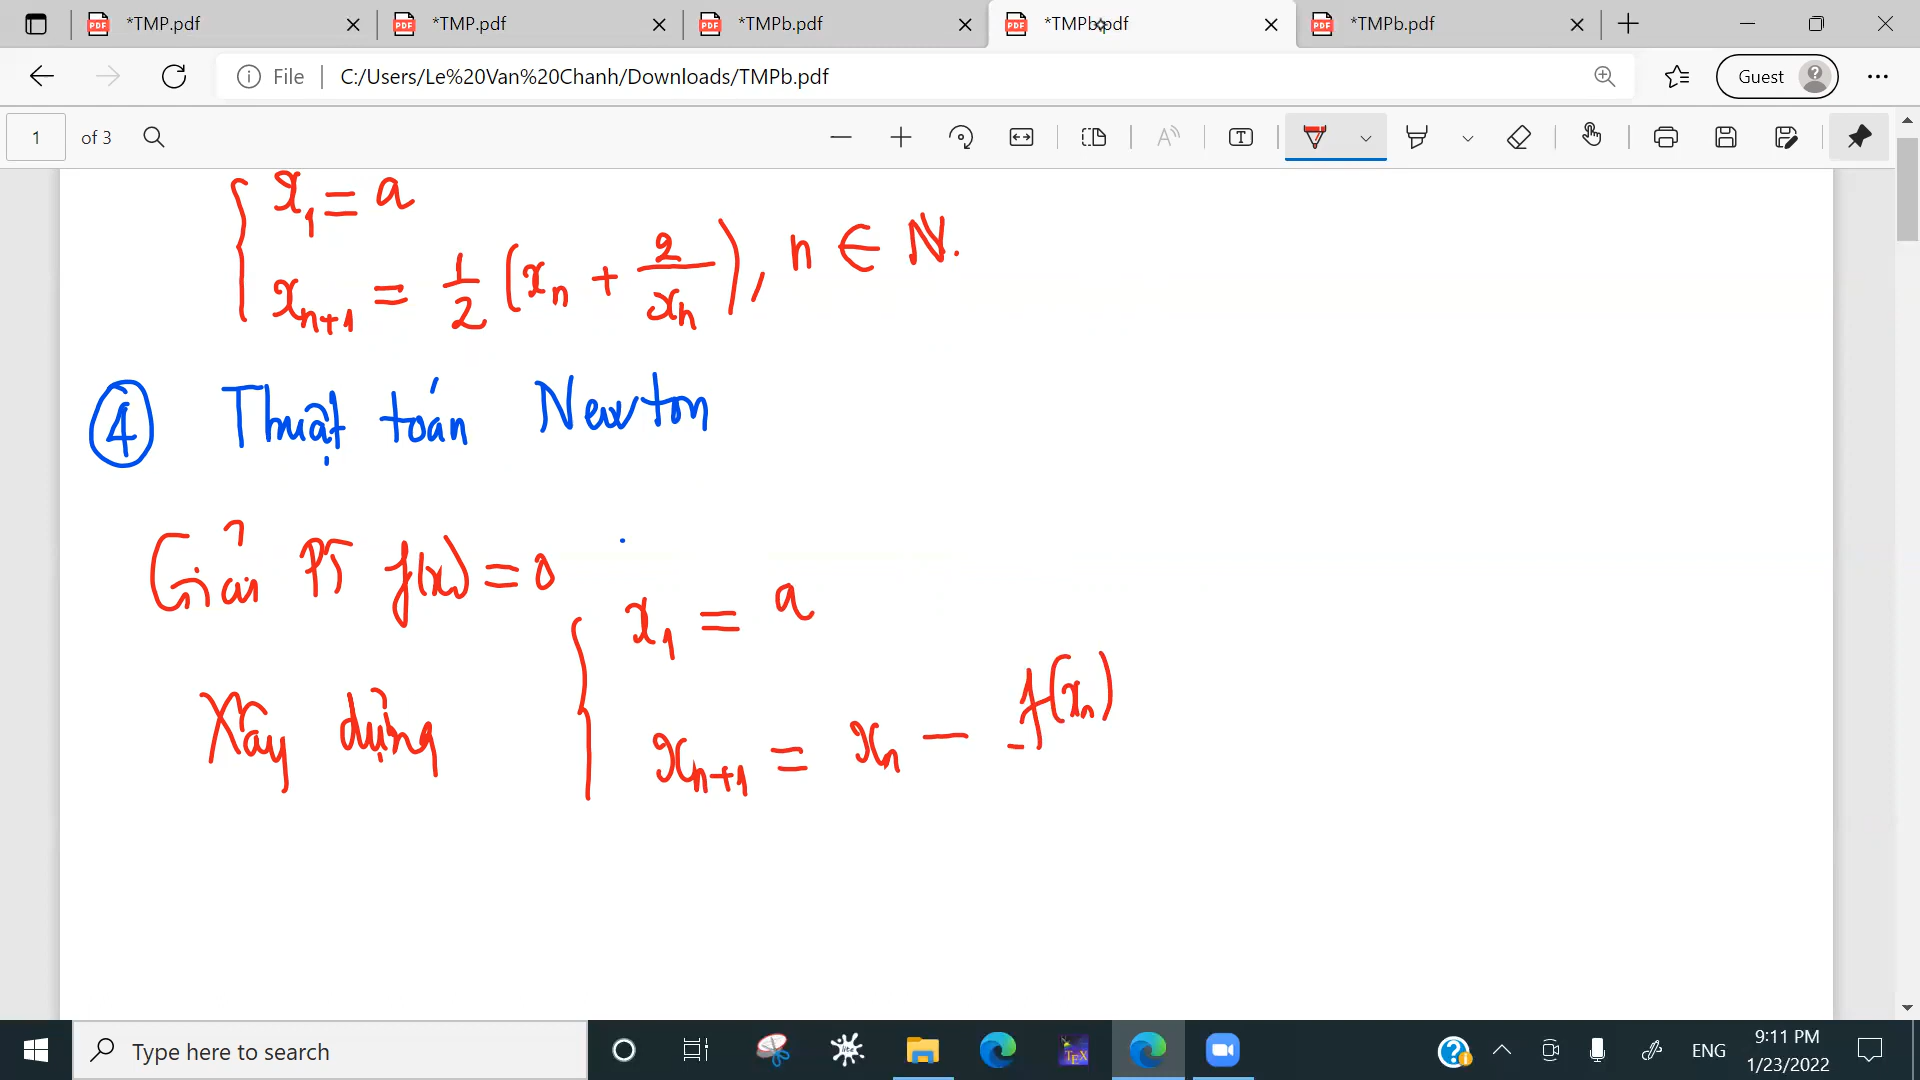 *TMP.pdf *TMP.pdf *TMPb.pdf *TMPb.pdf *TMPb.pdf
File C:/Users/Le%20Van%20Chanh/Downloads/TMPb.pdf Guest
1 of 3
x₁ = a
xₙ₊₁ = 1/2 (xₙ + 2/xₙ), n ∈ N.
④ Thuật toán Newton
Giải PT f(x) = 0
x₁ = a
Xây dựng
xₙ₊₁ = xₙ − f(xₙ)
Type here to search ENG 9:11 PM
1/23/2022